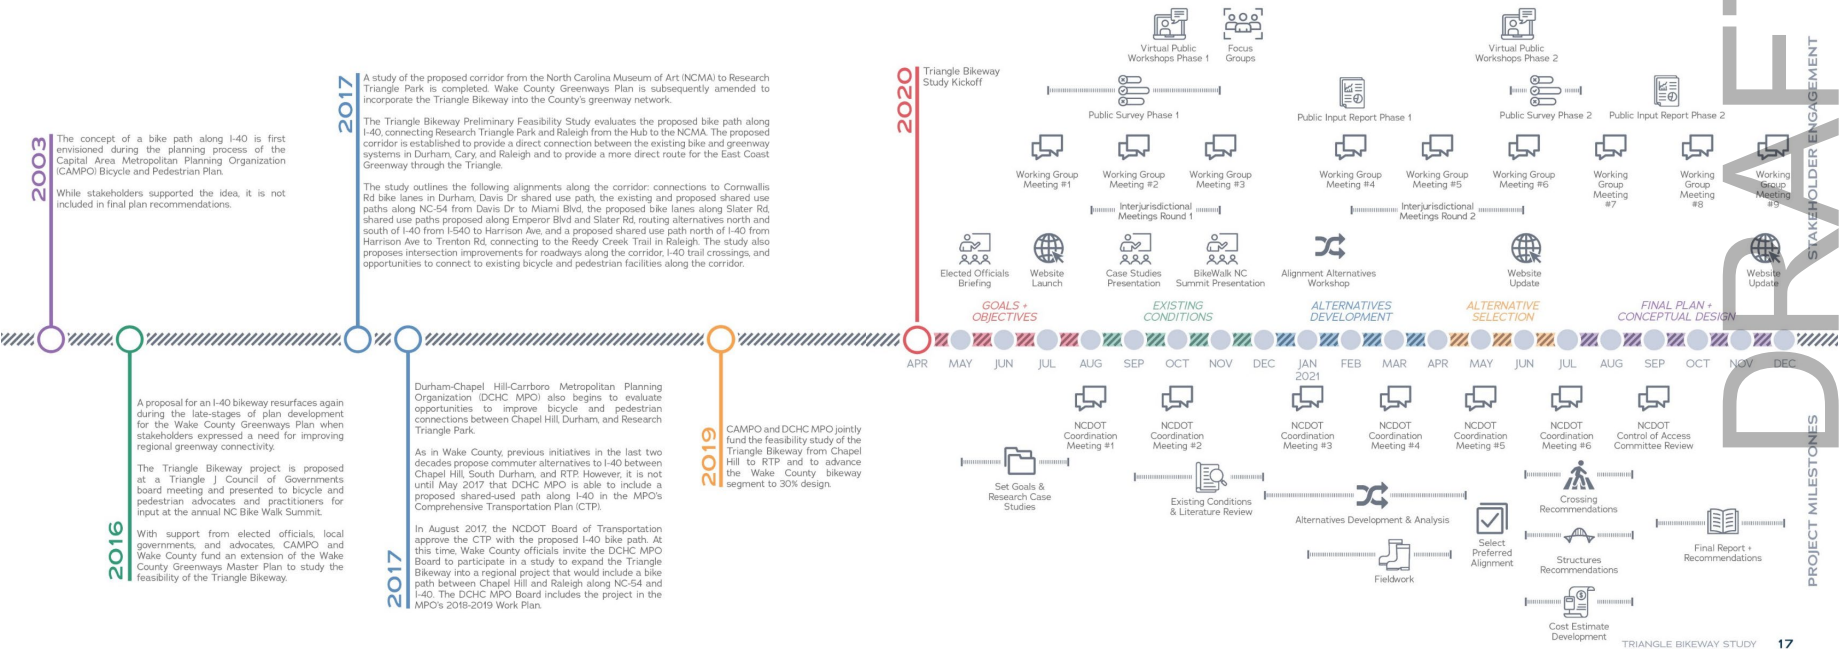 2003
The concept of a bike path along I-40 is first
envisioned during the planning process of the
Capital Area Metropolitan Planning Organization
(CAMPO) Bicycle and Pedestrian Plan.
While stakeholders supported the idea, it is not
included in final plan recommendations.
2016
A proposal for an I-40 bikeway resurfaces again
during the late-stages of plan development
for the Wake County Greenways Plan when
stakeholders expressed a need for improving
regional greenway connectivity.
The Triangle Bikeway project is proposed
at a Triangle J Council of Governments
board meeting and presented to bicycle and
pedestrian advocates and practitioners for
input at the annual NC Bike Walk Summit.
With support from elected officials, local
governments, and advocates, CAMPO and
Wake County fund an extension of the Wake
County Greenways Master Plan to study the
feasibility of the Triangle Bikeway.
2017
A study of the proposed corridor from the North Carolina Museum of Art (NCMA) to Research
Triangle Park is completed. Wake County Greenways Plan is subsequently amended to
incorporate the Triangle Bikeway into the County's greenway network.
The Triangle Bikeway Preliminary Feasibility Study evaluates the proposed bike path along
I-40, connecting Research Triangle Park and Raleigh from the Hub to the NCMA. The proposed
corridor is established to provide a direct connection between the existing bike and greenway
systems in Durham, Cary, and Raleigh and to provide a more direct route for the East Coast
Greenway through the Triangle.
The study outlines the following alignments along the corridor: connections to Cornwallis
Rd bike lanes in Durham, Davis Dr shared use path, the existing and proposed shared use
paths along NC-54 from Davis Dr to Miami Blvd, the proposed bike lanes along Slater Rd,
shared use paths proposed along Emperor Blvd and Slater Rd, routing alternatives north and
south of I-40 from I-540 to Harrison Ave, and a proposed shared use path north of I-40 from
Harrison Ave to Trenton Rd, connecting to the Reedy Creek Trail in Raleigh. The study also
proposes intersection improvements for roadways along the corridor, I-40 trail crossings, and
opportunities to connect to existing bicycle and pedestrian facilities along the corridor.
2017
Durham-Chapel Hill-Carrboro Metropolitan Planning
Organization (DCHC MPO) also begins to evaluate
opportunities to improve bicycle and pedestrian
connections between Chapel Hill, Durham, and Research
Triangle Park.
As in Wake County, previous initiatives in the last two
decades propose commuter alternatives to I-40 between
Chapel Hill, South Durham, and RTP. However, it is not
until May 2017 that DCHC MPO is able to include a
proposed shared-used path along I-40 in the MPO's
Comprehensive Transportation Plan (CTP).
In August 2017, the NCDOT Board of Transportation
approve the CTP with the proposed I-40 bike path. At
this time, Wake County officials invite the DCHC MPO
Board to participate in a study to expand the Triangle
Bikeway into a regional project that would include a bike
path between Chapel Hill and Raleigh along NC-54 and
I-40. The DCHC MPO Board includes the project in the
MPO's 2018-2019 Work Plan.
2019
CAMPO and DCHC MPO jointly
fund the feasibility study of the
Triangle Bikeway from Chapel
Hill to RTP and to advance
the Wake County bikeway
segment to 30% design.
2020
Triangle Bikeway
Study Kickoff
Virtual Public
Workshops Phase 1
Focus
Groups
Virtual Public
Workshops Phase 2
Public Survey Phase 1
Public Input Report Phase 1
Public Survey Phase 2
Public Input Report Phase 2
Working Group
Meeting #1
Working Group
Meeting #2
Working Group
Meeting #3
Working Group
Meeting #4
Working Group
Meeting #5
Working Group
Meeting #6
Working
Group
Meeting
#7
Working
Group
Meeting
#8
Working
Group
Meeting
#9
Interjurisdictional
Meetings Round 1
Interjurisdictional
Meetings Round 2
Elected Officials
Briefing
Website
Launch
Case Studies
Presentation
BikeWalk NC
Summit Presentation
Alignment Alternatives
Workshop
Website
Update
Website
Update
GOALS +
OBJECTIVES
EXISTING
CONDITIONS
ALTERNATIVES
DEVELOPMENT
ALTERNATIVE
SELECTION
FINAL PLAN +
CONCEPTUAL DESIGN
APR MAY JUN JUL AUG SEP OCT NOV DEC JAN FEB MAR APR MAY JUN JUL AUG SEP OCT NOV DEC
2021
NCDOT
Coordination
Meeting #1
NCDOT
Coordination
Meeting #2
NCDOT
Coordination
Meeting #3
NCDOT
Coordination
Meeting #4
NCDOT
Coordination
Meeting #5
NCDOT
Coordination
Meeting #6
NCDOT
Control of Access
Committee Review
Set Goals &
Research Case
Studies
Existing Conditions
& Literature Review
Alternatives Development & Analysis
Fieldwork
Select
Preferred
Alignment
Crossing
Recommendations
Structures
Recommendations
Cost Estimate
Development
Final Report +
Recommendations
STAKEHOLDER ENGAGEMENT
PROJECT MILESTONES
DRAF
TRIANGLE BIKEWAY STUDY 17